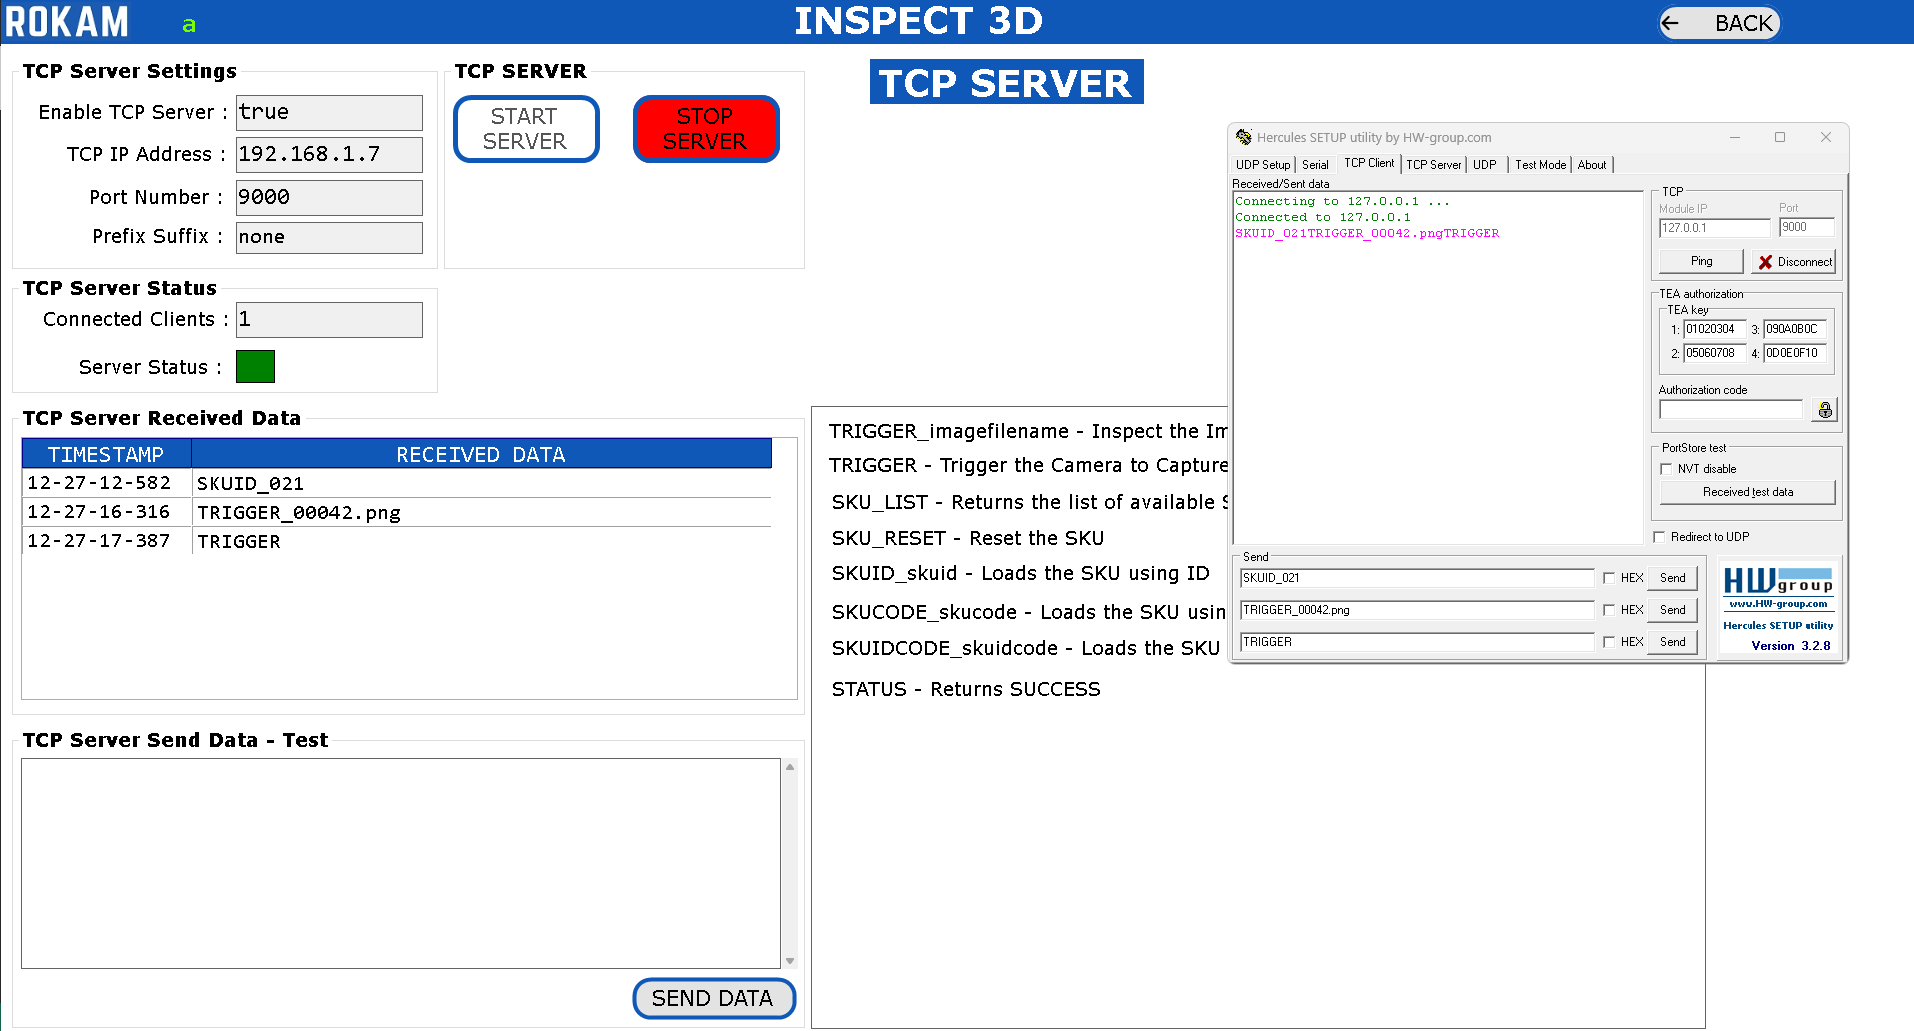 ROKAM
a
INSPECT 3D
← BACK
TCP Server Settings
Enable TCP Server : true
TCP IP Address : 192.168.1.7
Port Number : 9000
Prefix Suffix : none
TCP SERVER
START SERVER
STOP SERVER
TCP SERVER
TCP Server Status
Connected Clients : 1
Server Status :
TCP Server Received Data
TIMESTAMP RECEIVED DATA
12-27-12-582 SKUID_021
12-27-16-316 TRIGGER_00042.png
12-27-17-387 TRIGGER
TCP Server Send Data - Test
SEND DATA
TRIGGER_imagefilename - Inspect the Im
TRIGGER - Trigger the Camera to Capture
SKU_LIST - Returns the list of available S
SKU_RESET - Reset the SKU
SKUID_skuid - Loads the SKU using ID
SKUCODE_skucode - Loads the SKU usin
SKUIDCODE_skuidcode - Loads the SKU
STATUS - Returns SUCCESS
Hercules SETUP utility by HW-group.com
UDP Setup Serial TCP Client TCP Server UDP Test Mode About
Received/Sent data
Connecting to 127.0.0.1 ...
Connected to 127.0.0.1
SKUID_021TRIGGER_00042.pngTRIGGER
TCP
Module IP Port
127.0.0.1 9000
Ping Disconnect
TEA authorization
TEA key
1: 01020304 3: 090A0B0C
2: 05060708 4: 0D0E0F10
Authorization code
PortStore test
NVT disable
Received test data
Redirect to UDP
Send
SKUID_021 HEX Send
TRIGGER_00042.png HEX Send
TRIGGER HEX Send
HWgroup
www.HW-group.com
Hercules SETUP utility
Version 3.2.8